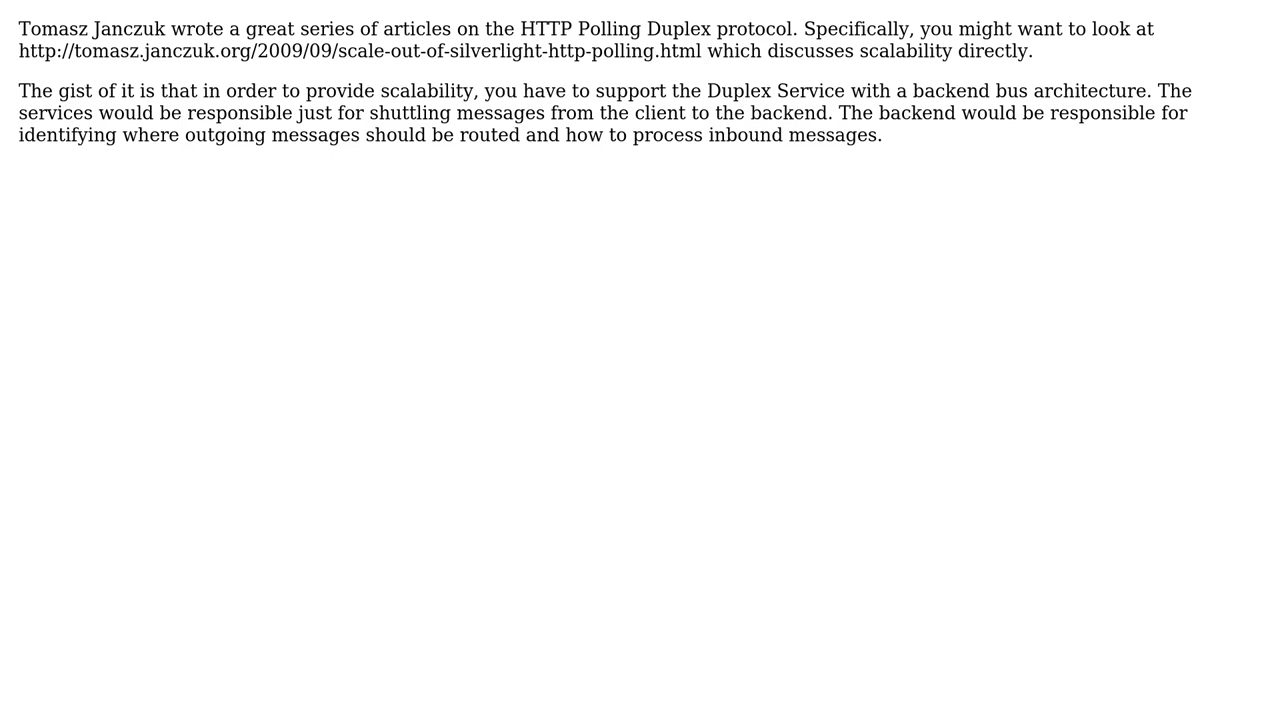 Tomasz Janczuk wrote a great series of articles on the HTTP Polling Duplex protocol. Specifically, you might want to look at
http://tomasz.janczuk.org/2009/09/scale-out-of-silverlight-http-polling.html which discusses scalability directly.
The gist of it is that in order to provide scalability, you have to support the Duplex Service with a backend bus architecture. The
services would be responsible just for shuttling messages from the client to the backend. The backend would be responsible for
identifying where outgoing messages should be routed and how to process inbound messages.